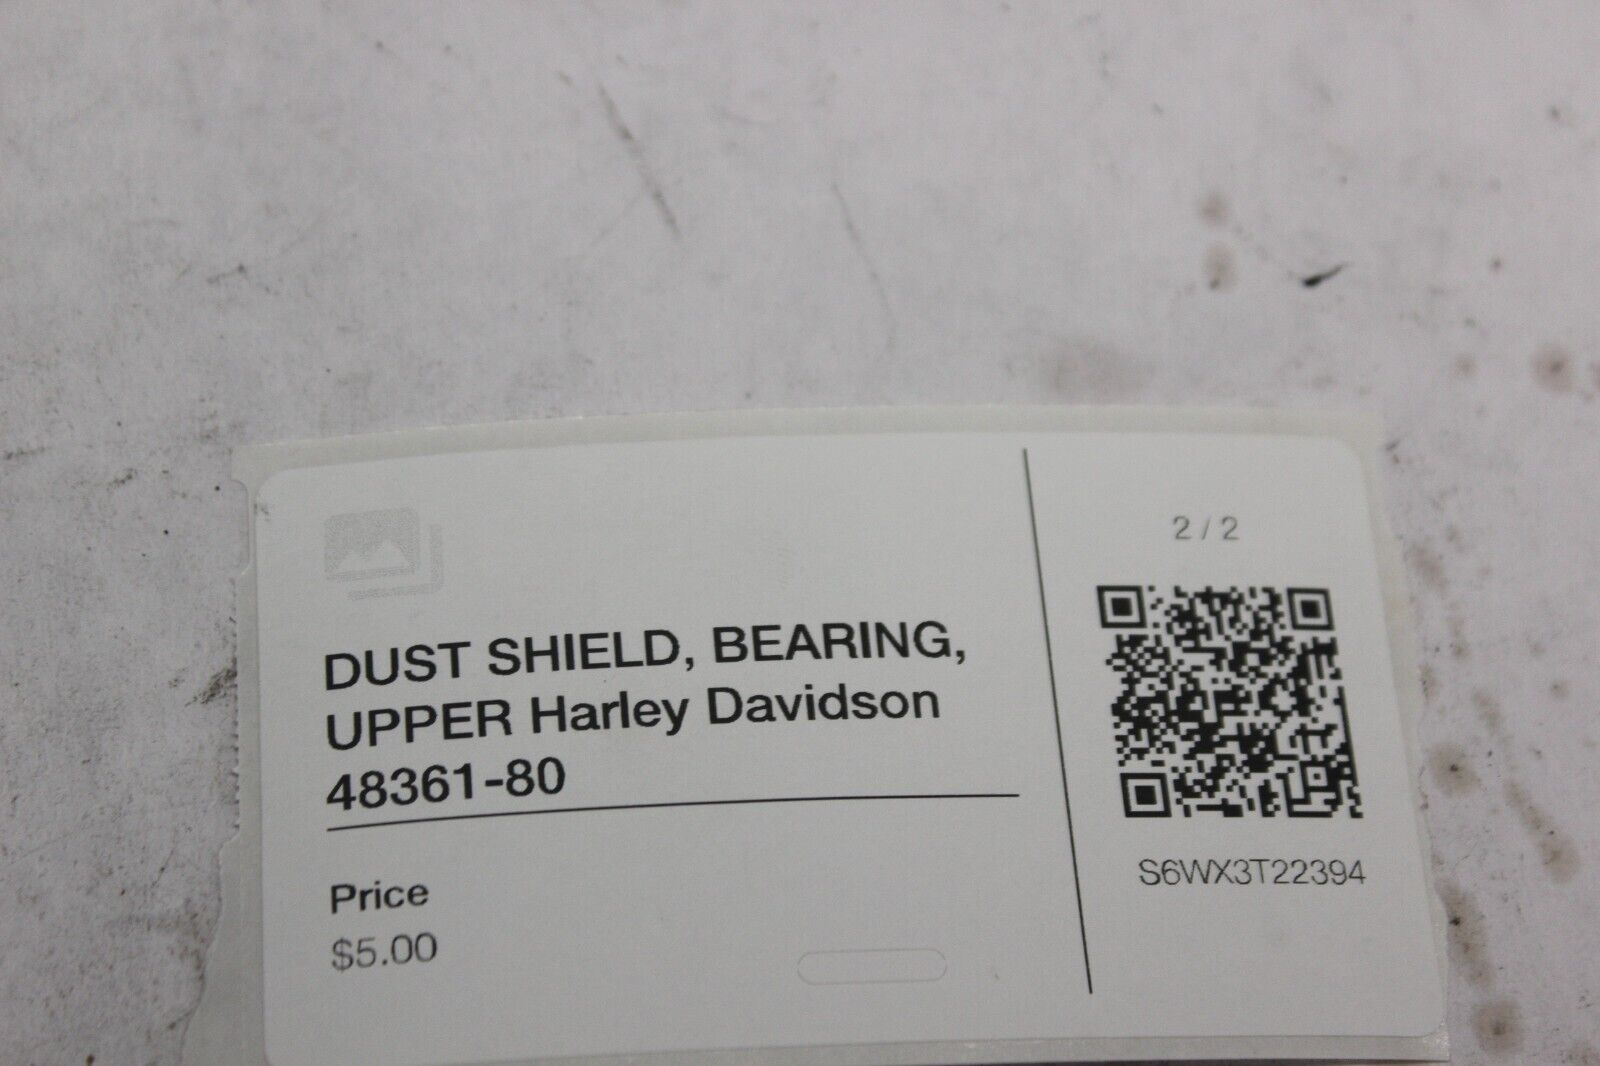 DUST SHIELD, BEARING,
UPPER Harley Davidson
48361-80
Price
$5.00
2 / 2
S6WX3T22394